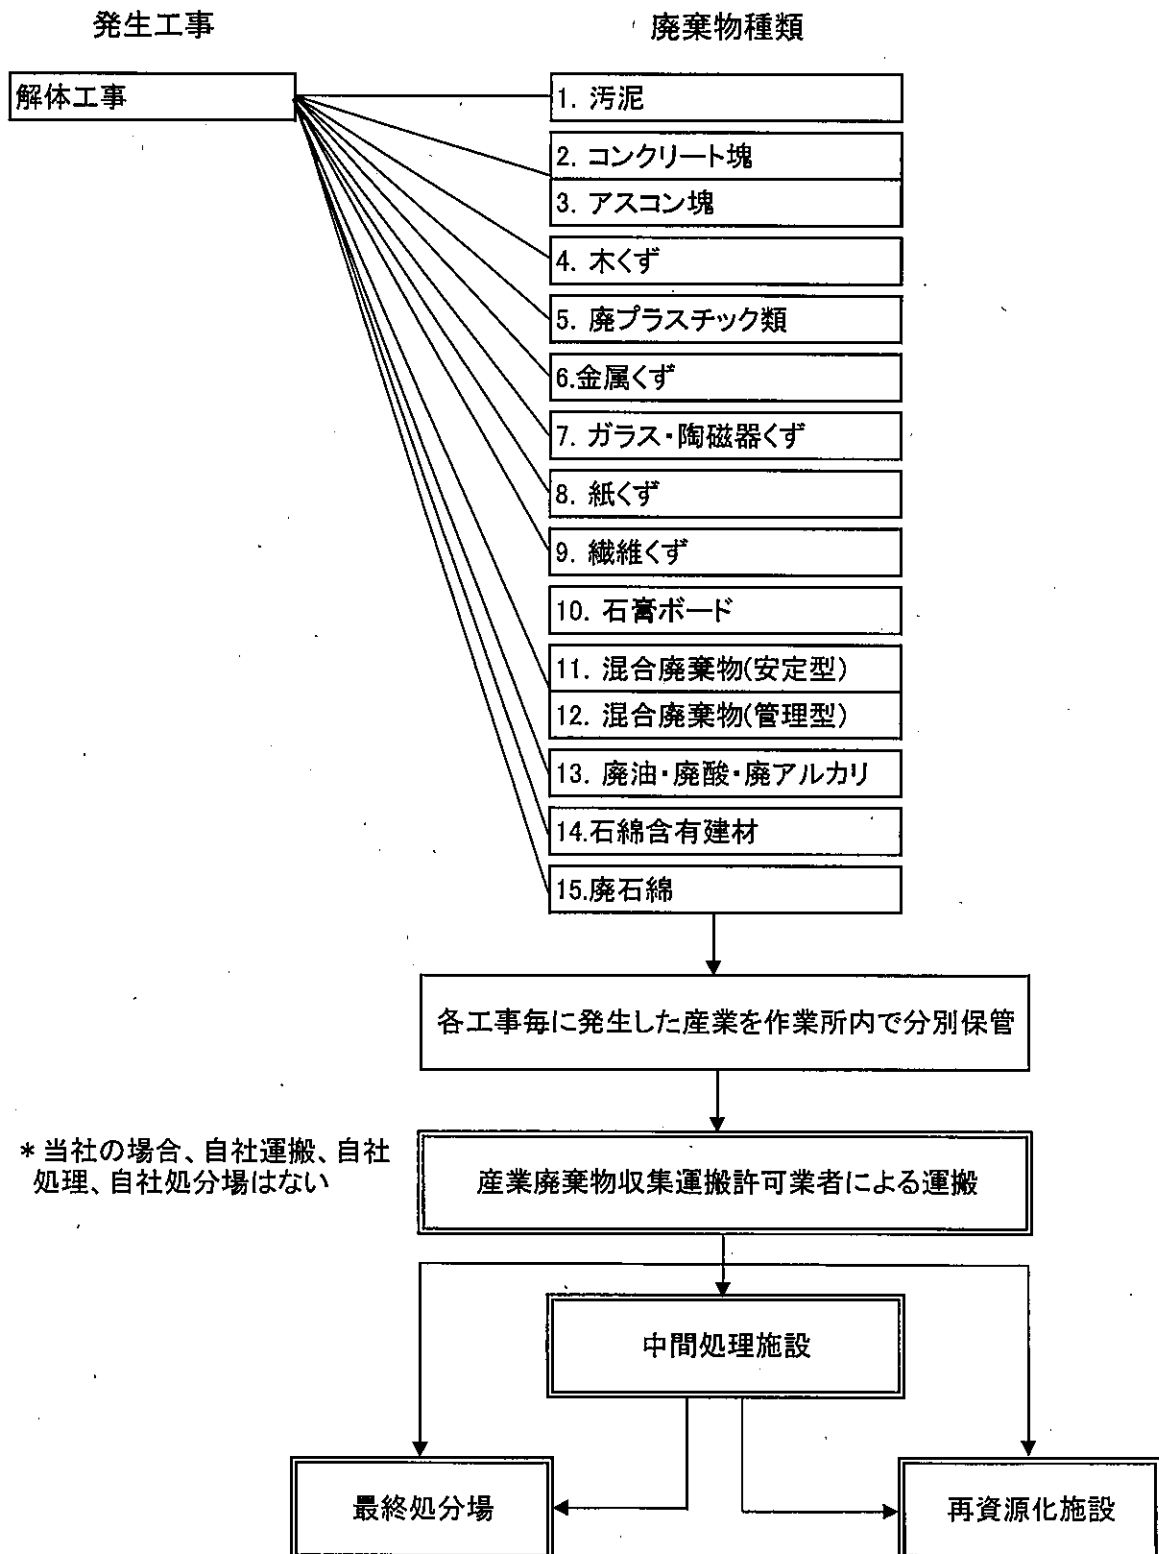 発生工事
廃棄物種類
解体工事
1. 汚泥
2. コンクリート塊
3. アスコン塊
4. 木くず
5. 廃プラスチック類
6.金属くず
7. ガラス・陶磁器くず
8. 紙くず
9. 繊維くず
10. 石膏ボード
11. 混合廃棄物(安定型)
12. 混合廃棄物(管理型)
13. 廃油・廃酸・廃アルカリ
14.石綿含有建材
15.廃石綿
各工事毎に発生した産業を作業所内で分別保管
* 当社の場合、自社運搬、自社
処理、自社処分場はない
産業廃棄物収集運搬許可業者による運搬
中間処理施設
最終処分場
再資源化施設